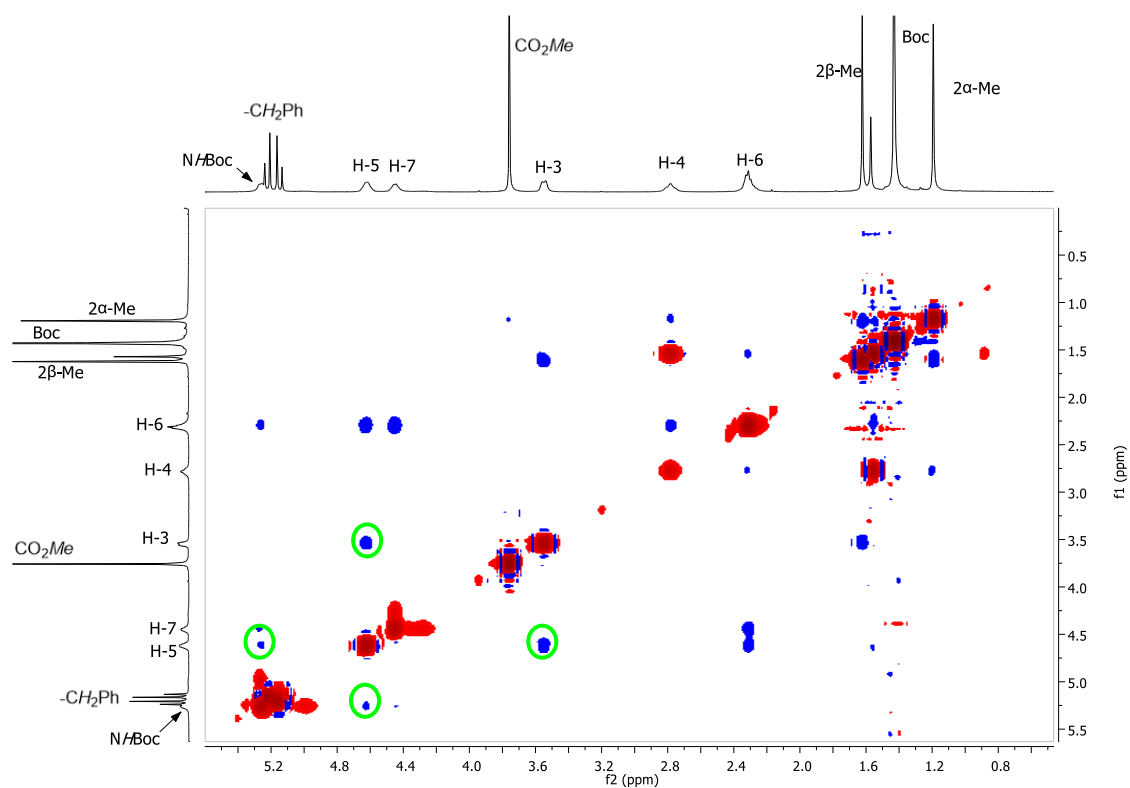 CO2Me
Boc
2β-Me
2α-Me
-CH2Ph
NHBoc
H-5
H-7
H-3
H-4
H-6
2α-Me
Boc
2β-Me
H-6
H-4
H-3
CO2Me
H-7
H-5
-CH2Ph
NHBoc
0.5
1.0
1.5
2.0
2.5
3.0
3.5
4.0
4.5
5.0
5.5
f1 (ppm)
5.2
4.8
4.4
4.0
3.6
3.2
2.8
2.4
2.0
1.6
1.2
0.8
f2 (ppm)